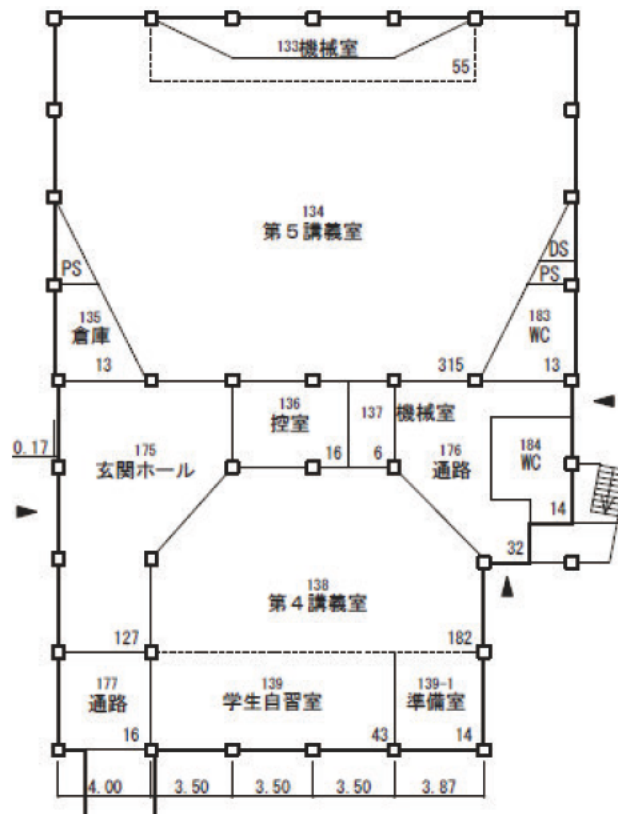 133機械室
55
134
第5講義室
DS
PS
PS
135
倉庫
183
WC
13
315
13
136
控室
137
機械室
0.17
175
玄関ホール
176
通路
184
WC
16
6
14
32
138
第4講義室
127
182
177
通路
139
学生自習室
139-1
準備室
16
43
14
4.00
3.50
3.50
3.50
3.87